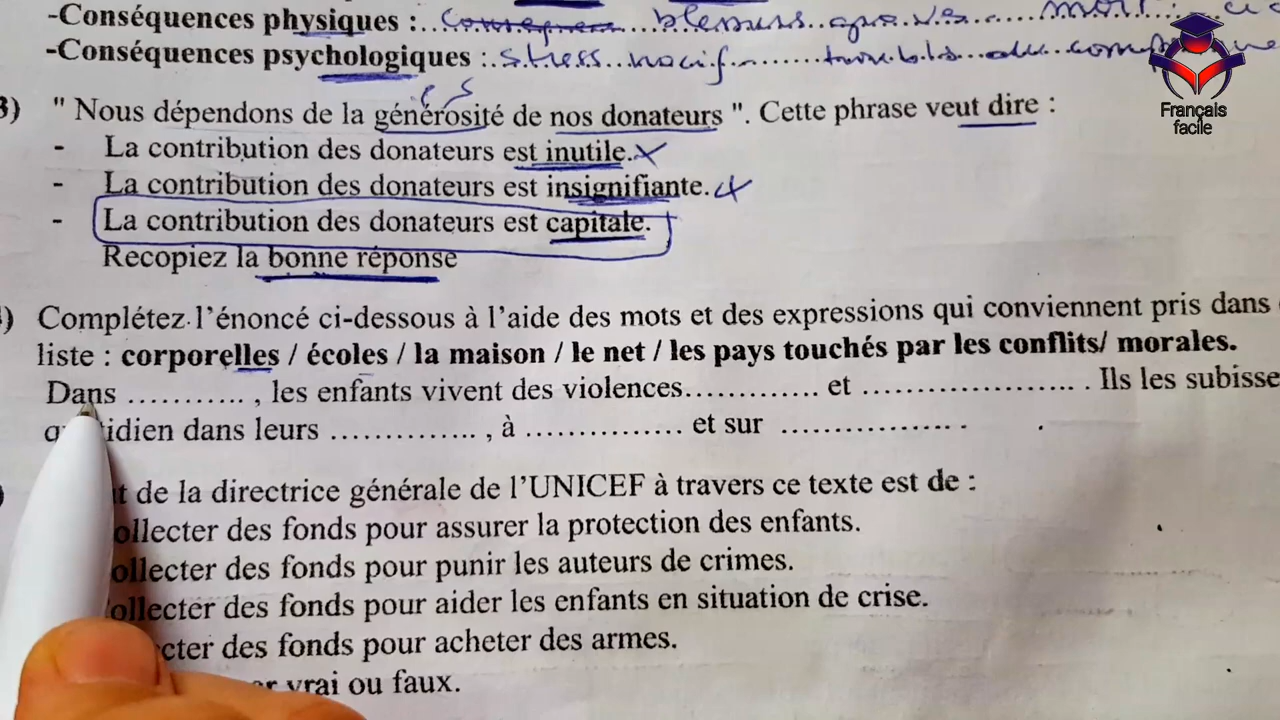 -Conséquences physiques : blessures graves mort
-Conséquences psychologiques : stress nocif troubles du
Français
facile
3) " Nous dépendons de la générosité de nos donateurs ". Cette phrase veut dire :
- La contribution des donateurs est inutile.
- La contribution des donateurs est insignifiante.
- La contribution des donateurs est capitale.
Recopiez la bonne réponse
) Complétez l'énoncé ci-dessous à l'aide des mots et des expressions qui conviennent pris dans
liste : corporelles / écoles / la maison / le net / les pays touchés par les conflits/ morales.
Dans ........... , les enfants vivent des violences............. et ..................... . Ils les subisse
idien dans leurs .............. , à ............... et sur ................. .
t de la directrice générale de l'UNICEF à travers ce texte est de :
ollecter des fonds pour assurer la protection des enfants.
ollecter des fonds pour punir les auteurs de crimes.
ollecter des fonds pour aider les enfants en situation de crise.
cter des fonds pour acheter des armes.
r vrai ou faux.